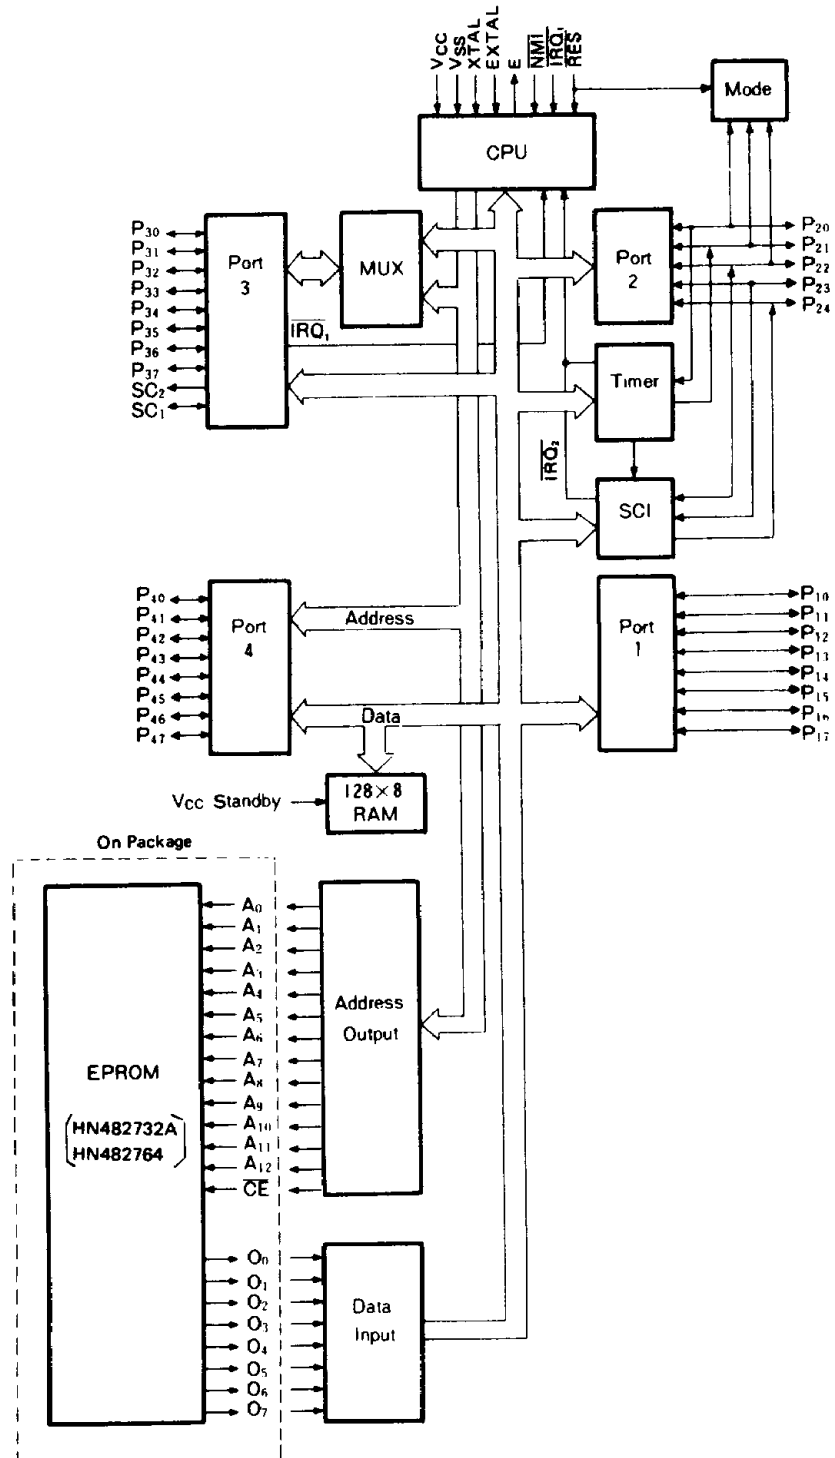 VCC
VSS
XTAL
EXTAL
E
NMI
IRQ₁
RES
Mode
CPU
P₃₀
P₃₁
P₃₂
P₃₃
P₃₄
P₃₅
P₃₆
P₃₇
SC₂
SC₁
Port
3
MUX
IRQ₁
Port
2
P₂₀
P₂₁
P₂₂
P₂₃
P₂₄
Timer
IRQ₂
SCI
P₄₀
P₄₁
P₄₂
P₄₃
P₄₄
P₄₅
P₄₆
P₄₇
Port
4
Address
Data
Port
1
P₁₀
P₁₁
P₁₂
P₁₃
P₁₄
P₁₅
P₁₆
P₁₇
VCC Standby
128×8
RAM
On Package
EPROM
HN482732A
HN482764
A₀
A₁
A₂
A₃
A₄
A₅
A₆
A₇
A₈
A₉
A₁₀
A₁₁
A₁₂
CE
Address
Output
O₀
O₁
O₂
O₃
O₄
O₅
O₆
O₇
Data
Input